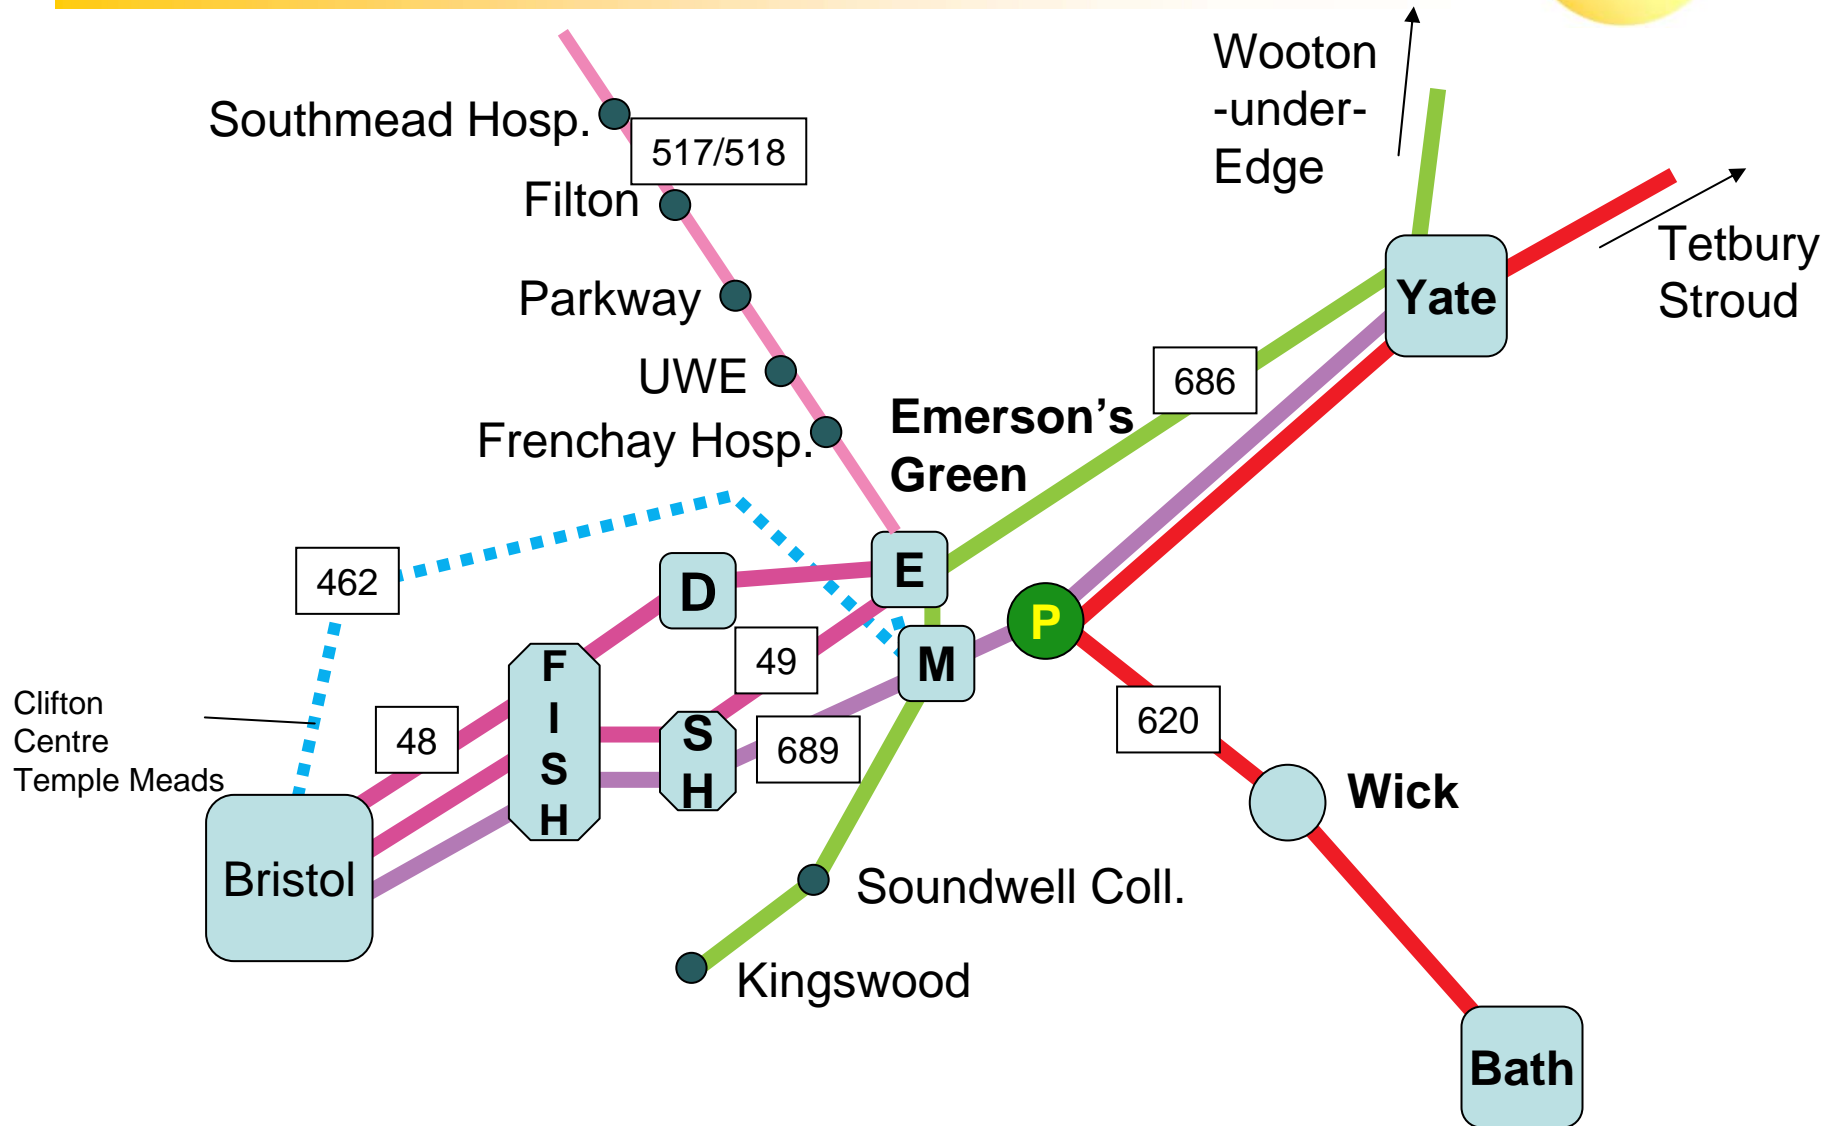 Wooton
-under-
Edge
Southmead Hosp.
517/518
Filton
Tetbury
Stroud
Yate
Parkway
UWE
686
Emerson’s
Green
Frenchay Hosp.
462
E
D
P
49
M
F
I
S
H
S
H
Clifton
Centre
Temple Meads
48
689
620
Wick
Bristol
Soundwell Coll.
Kingswood
Bath